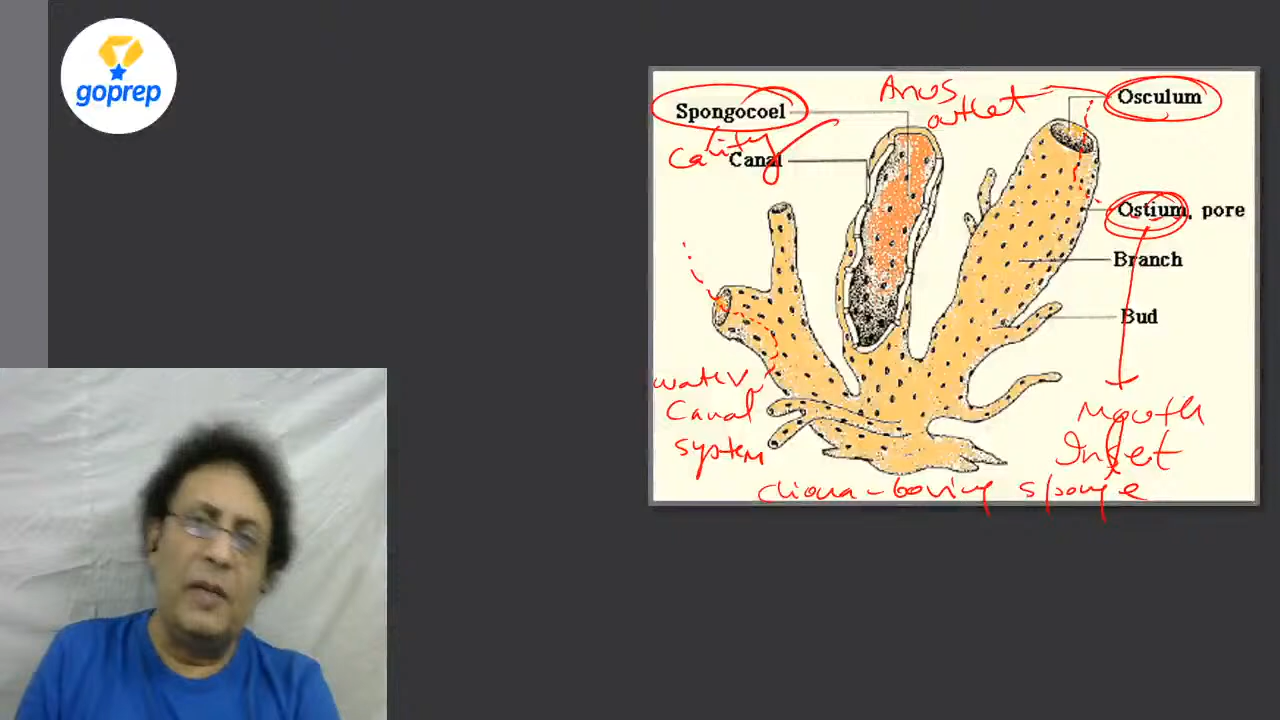 goprep
Anus
outlet
Osculum
Spongocoel
cavity
Canal
Ostium, pore
Branch
Bud
water
Canal
system
Mouth
Inlet
cliona-boring sponge